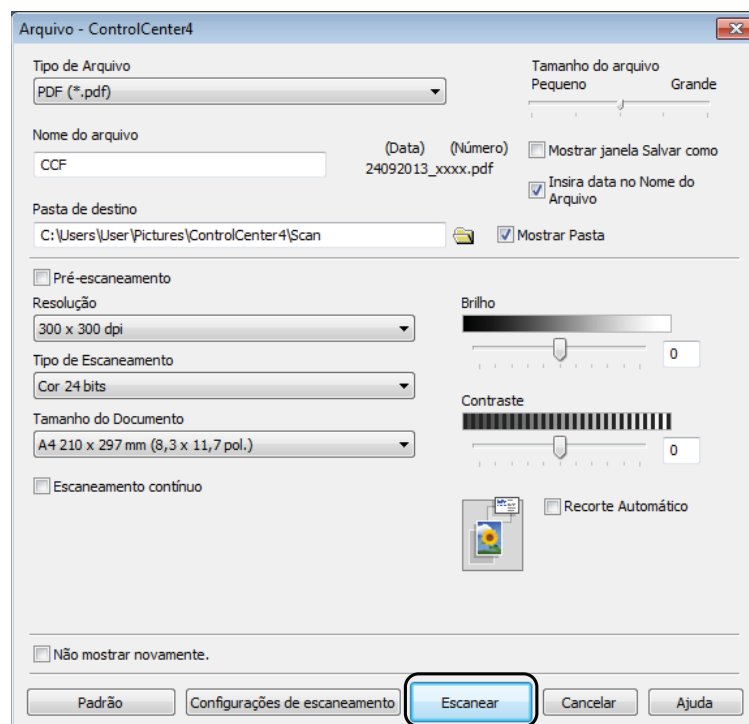 Arquivo - ControlCenter4
Tipo de Arquivo
PDF (*.pdf)
Tamanho do arquivo
Pequeno Grande
Nome do arquivo
CCF
(Data) (Número)
24092013_xxxx.pdf
Mostrar janela Salvar como
Insira data no Nome do
Arquivo
Pasta de destino
C:\Users\User\Pictures\ControlCenter4\Scan
Mostrar Pasta
Pré-escaneamento
Resolução
300 x 300 dpi
Tipo de Escaneamento
Cor 24 bits
Tamanho do Documento
A4 210 x 297 mm (8,3 x 11,7 pol.)
Escaneamento contínuo
Brilho
0
Contraste
0
Recorte Automático
Não mostrar novamente.
Padrão Configurações de escaneamento Escanear Cancelar Ajuda